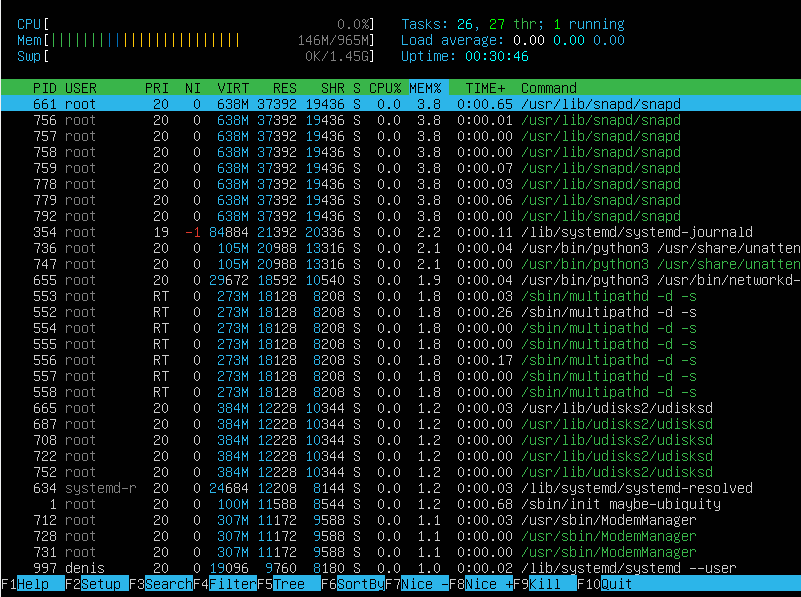 CPU[ 0.0%] Tasks: 26, 27 thr; 1 running
Mem[||||||||||||||||||||||||| 146M/965M] Load average: 0.00 0.00 0.00
Swp[ 0K/1.45G] Uptime: 00:30:46
PID USER PRI NI VIRT RES SHR S CPU% MEM% TIME+ Command
661 root 20 0 638M 37392 19436 S 0.0 3.8 0:00.65 /usr/lib/snapd/snapd
756 root 20 0 638M 37392 19436 S 0.0 3.8 0:00.01 /usr/lib/snapd/snapd
757 root 20 0 638M 37392 19436 S 0.0 3.8 0:00.00 /usr/lib/snapd/snapd
758 root 20 0 638M 37392 19436 S 0.0 3.8 0:00.00 /usr/lib/snapd/snapd
759 root 20 0 638M 37392 19436 S 0.0 3.8 0:00.07 /usr/lib/snapd/snapd
778 root 20 0 638M 37392 19436 S 0.0 3.8 0:00.03 /usr/lib/snapd/snapd
779 root 20 0 638M 37392 19436 S 0.0 3.8 0:00.06 /usr/lib/snapd/snapd
792 root 20 0 638M 37392 19436 S 0.0 3.8 0:00.00 /usr/lib/snapd/snapd
354 root 19 -1 84884 21392 20336 S 0.0 2.2 0:00.11 /lib/systemd/systemd-journald
736 root 20 0 105M 20988 13316 S 0.0 2.1 0:00.04 /usr/bin/python3 /usr/share/unatten
747 root 20 0 105M 20988 13316 S 0.0 2.1 0:00.00 /usr/bin/python3 /usr/share/unatten
655 root 20 0 29672 18592 10540 S 0.0 1.9 0:00.04 /usr/bin/python3 /usr/bin/networkd-
553 root RT 0 273M 18128 8208 S 0.0 1.8 0:00.03 /sbin/multipathd -d -s
552 root RT 0 273M 18128 8208 S 0.0 1.8 0:00.26 /sbin/multipathd -d -s
554 root RT 0 273M 18128 8208 S 0.0 1.8 0:00.00 /sbin/multipathd -d -s
555 root RT 0 273M 18128 8208 S 0.0 1.8 0:00.00 /sbin/multipathd -d -s
556 root RT 0 273M 18128 8208 S 0.0 1.8 0:00.17 /sbin/multipathd -d -s
557 root RT 0 273M 18128 8208 S 0.0 1.8 0:00.00 /sbin/multipathd -d -s
558 root RT 0 273M 18128 8208 S 0.0 1.8 0:00.00 /sbin/multipathd -d -s
665 root 20 0 384M 12228 10344 S 0.0 1.2 0:00.03 /usr/lib/udisks2/udisksd
687 root 20 0 384M 12228 10344 S 0.0 1.2 0:00.00 /usr/lib/udisks2/udisksd
708 root 20 0 384M 12228 10344 S 0.0 1.2 0:00.00 /usr/lib/udisks2/udisksd
722 root 20 0 384M 12228 10344 S 0.0 1.2 0:00.00 /usr/lib/udisks2/udisksd
752 root 20 0 384M 12228 10344 S 0.0 1.2 0:00.00 /usr/lib/udisks2/udisksd
634 systemd-r 20 0 24684 12208 8144 S 0.0 1.2 0:00.03 /lib/systemd/systemd-resolved
1 root 20 0 100M 11588 8544 S 0.0 1.2 0:00.68 /sbin/init maybe-ubiquity
712 root 20 0 307M 11172 9588 S 0.0 1.1 0:00.03 /usr/sbin/ModemManager
728 root 20 0 307M 11172 9588 S 0.0 1.1 0:00.00 /usr/sbin/ModemManager
731 root 20 0 307M 11172 9588 S 0.0 1.1 0:00.00 /usr/sbin/ModemManager
997 denis 20 0 19096 9760 8180 S 0.0 1.0 0:00.02 /lib/systemd/systemd --user
F1Help F2Setup F3SearchF4FilterF5Tree F6SortByF7Nice -F8Nice +F9Kill F10Quit